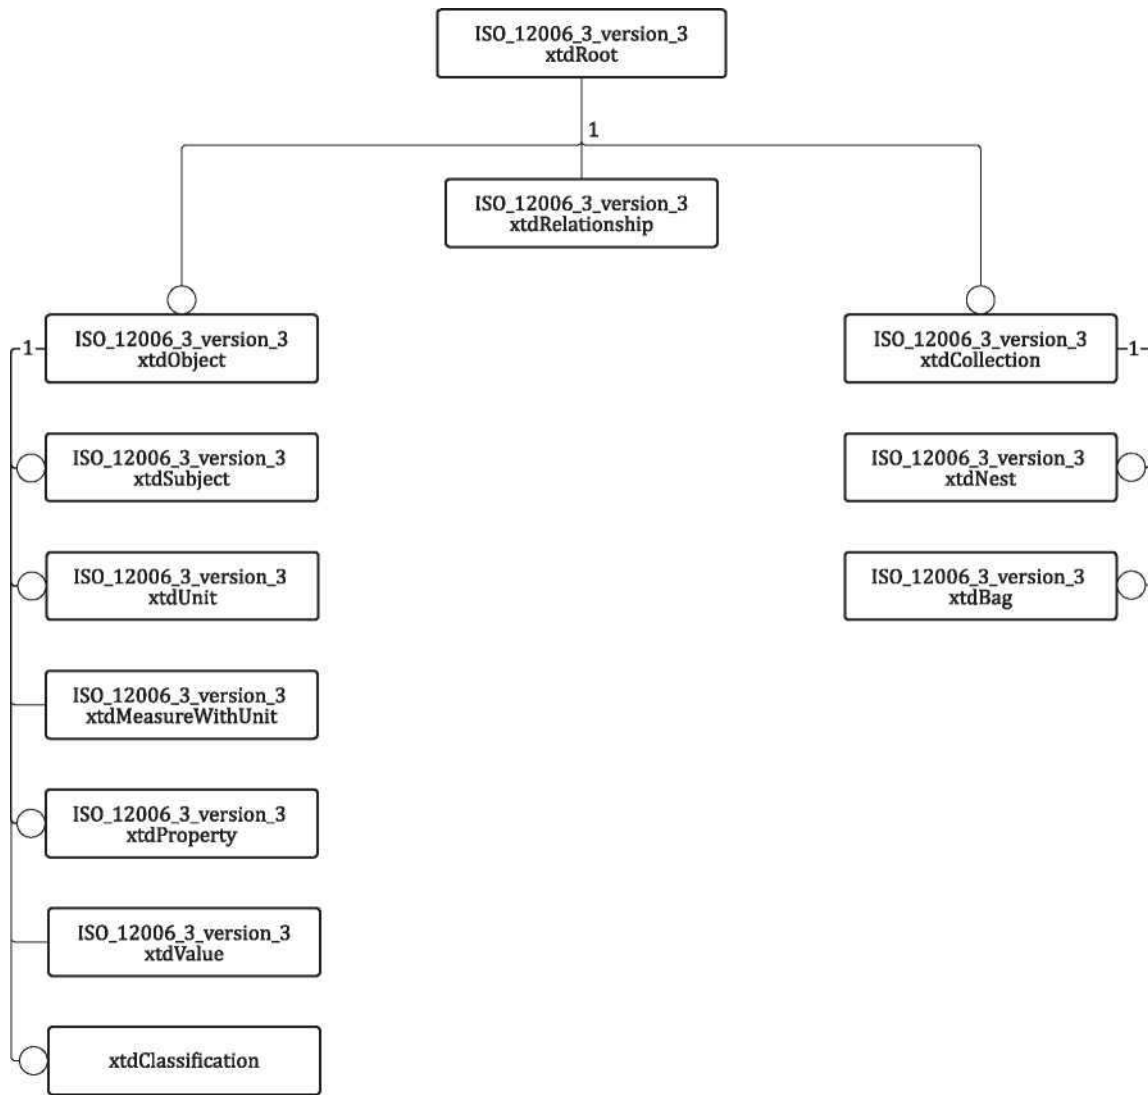 ISO_12006_3_version_3
xtdRoot
1
ISO_12006_3_version_3
xtdRelationship
1
ISO_12006_3_version_3
xtdObject
ISO_12006_3_version_3
xtdCollection
1
ISO_12006_3_version_3
xtdSubject
ISO_12006_3_version_3
xtdNest
ISO_12006_3_version_3
xtdUnit
ISO_12006_3_version_3
xtdBag
ISO_12006_3_version_3
xtdMeasureWithUnit
ISO_12006_3_version_3
xtdProperty
ISO_12006_3_version_3
xtdValue
xtdClassification